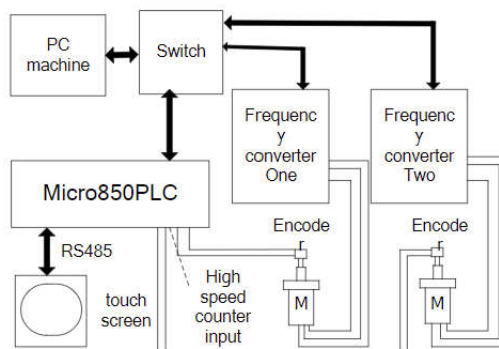 PC
machine
Switch
Frequenc
y
converter
One
Frequenc
y
converter
Two
Micro850PLC
Encode
r
Encode
r
RS485
High
speed
counter
input
touch
screen
M
M